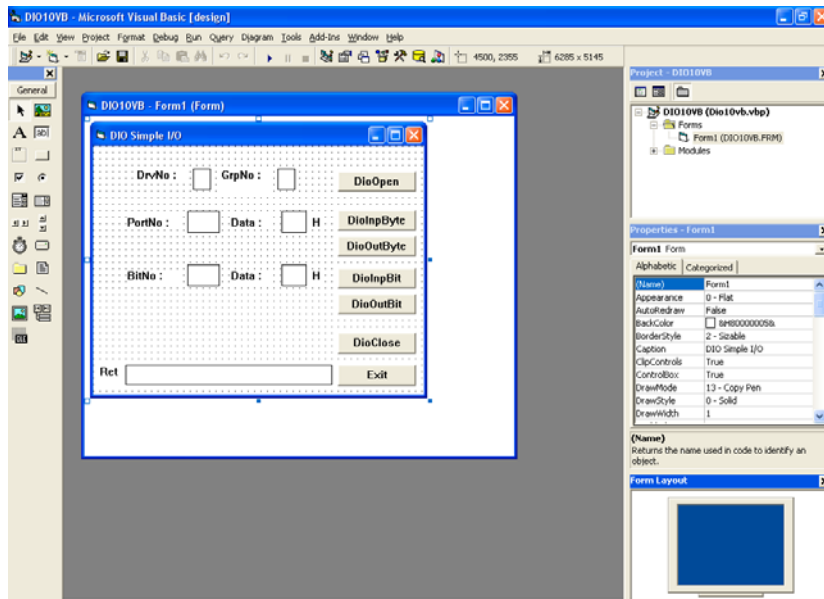 DIO10VB - Microsoft Visual Basic [design]
File Edit View Project Format Debug Run Query Diagram Tools Add-Ins Window Help
4500, 2355 6285 x 5145
General
A ab
OLE
DIO10VB - Form1 (Form)
DIO Simple I/O
DrvNo : GrpNo : DioOpen
PortNo : Data : H DioInpByte
DioOutByte
BitNo : Data : H DioInpBit
DioOutBit
DioClose
Ret Exit
Project - DIO10VB
DIO10VB (Dio10vb.vbp)
Forms
Form1 (DIO10VB.FRM)
Modules
Properties - Form1
Form1 Form
Alphabetic Categorized
(Name) Form1
Appearance 0 - Flat
AutoRedraw False
BackColor &H80000005&
BorderStyle 2 - Sizable
Caption DIO Simple I/O
ClipControls True
ControlBox True
DrawMode 13 - Copy Pen
DrawStyle 0 - Solid
DrawWidth 1
(Name)
Returns the name used in code to identify an
object.
Form Layout